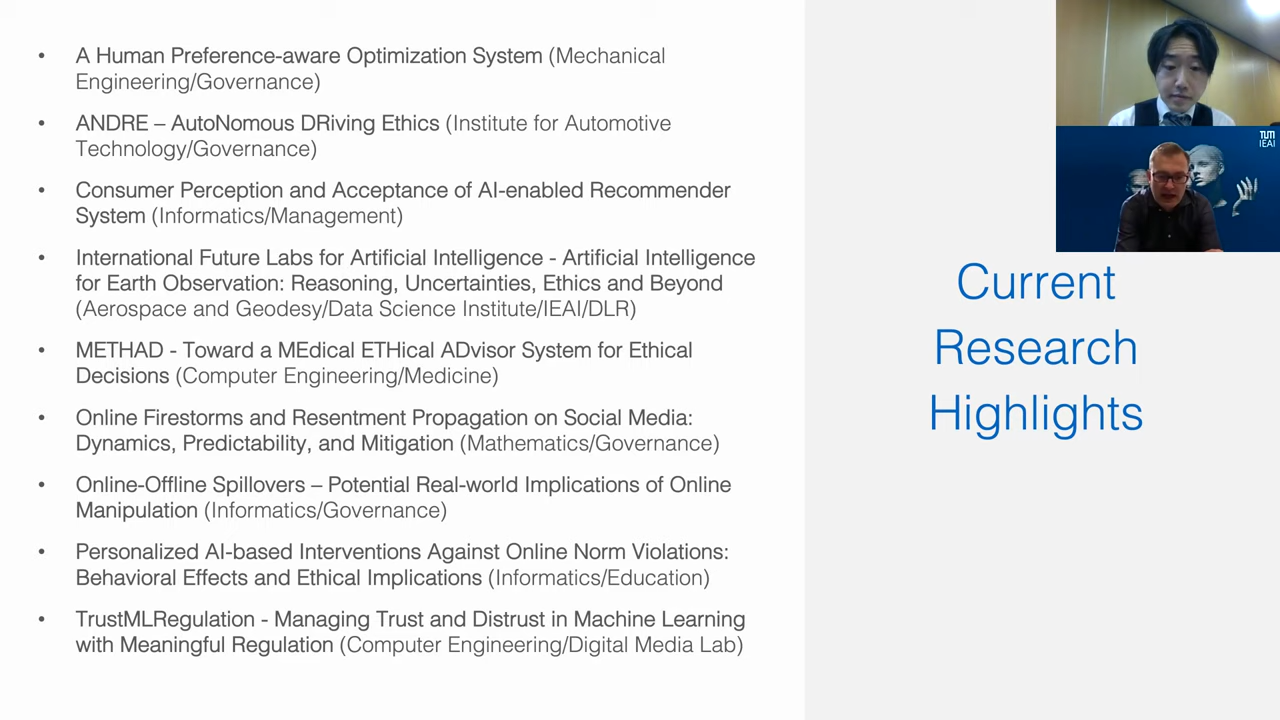 • A Human Preference-aware Optimization System (Mechanical
Engineering/Governance)
• ANDRE – AutoNomous DRiving Ethics (Institute for Automotive
Technology/Governance)
• Consumer Perception and Acceptance of AI-enabled Recommender
System (Informatics/Management)
• International Future Labs for Artificial Intelligence - Artificial Intelligence
for Earth Observation: Reasoning, Uncertainties, Ethics and Beyond
(Aerospace and Geodesy/Data Science Institute/IEAI/DLR)
• METHAD - Toward a MEdical ETHical ADvisor System for Ethical
Decisions (Computer Engineering/Medicine)
• Online Firestorms and Resentment Propagation on Social Media:
Dynamics, Predictability, and Mitigation (Mathematics/Governance)
• Online-Offline Spillovers – Potential Real-world Implications of Online
Manipulation (Informatics/Governance)
• Personalized AI-based Interventions Against Online Norm Violations:
Behavioral Effects and Ethical Implications (Informatics/Education)
• TrustMLRegulation - Managing Trust and Distrust in Machine Learning
with Meaningful Regulation (Computer Engineering/Digital Media Lab)
TUM
IEAI
Current
Research
Highlights